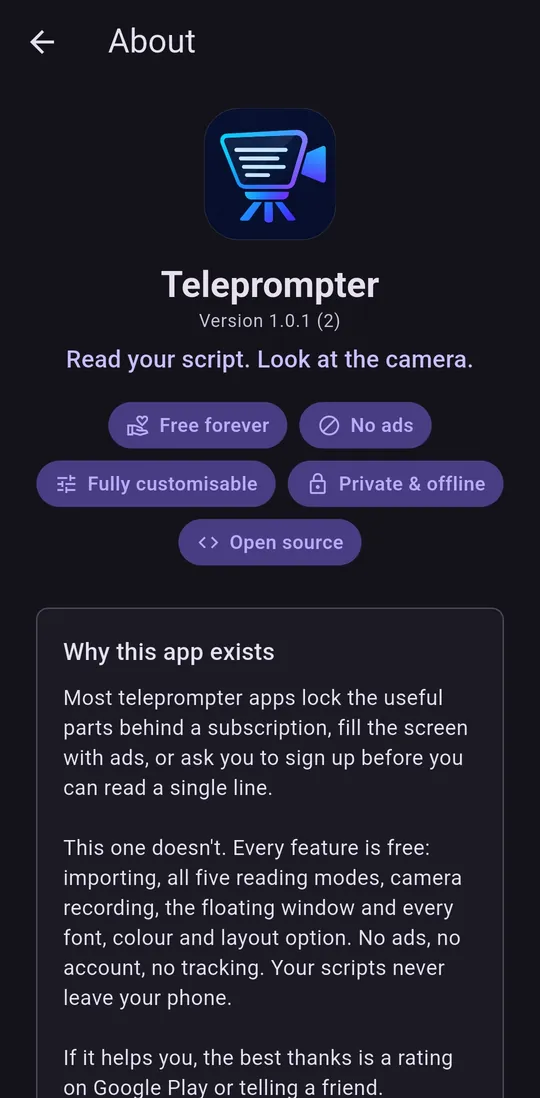 About
Teleprompter
Version 1.0.1 (2)
Read your script. Look at the camera.
Free forever
No ads
Fully customisable
Private & offline
Open source
Why this app exists
Most teleprompter apps lock the useful
parts behind a subscription, fill the screen
with ads, or ask you to sign up before you
can read a single line.
This one doesn't. Every feature is free:
importing, all five reading modes, camera
recording, the floating window and every
font, colour and layout option. No ads, no
account, no tracking. Your scripts never
leave your phone.
If it helps you, the best thanks is a rating
on Google Play or telling a friend.